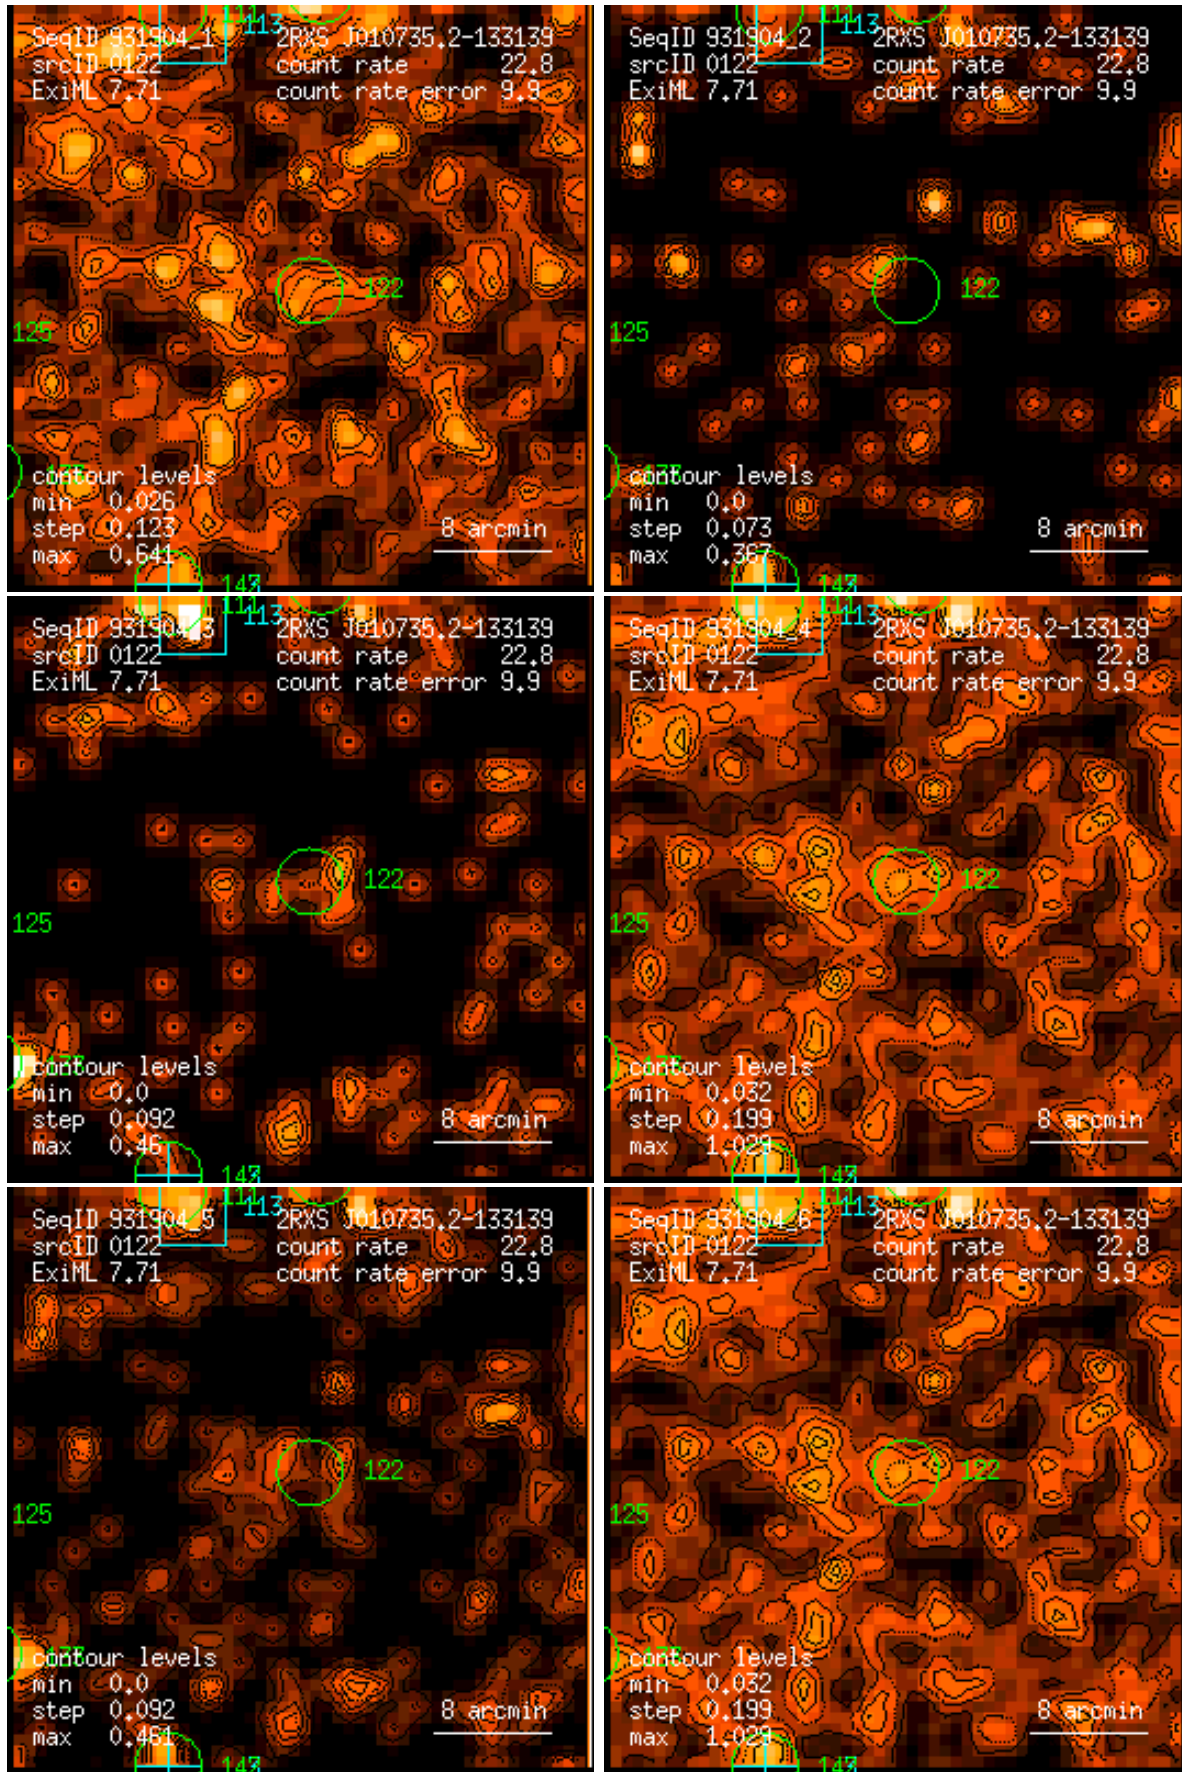 111
113
SeqID 931904_1 2RXS J010735.2-133139
srcID 0122 count rate 22.8
ExiML 7.71 count rate error 9.9
122
125
contour levels
min 0.026
step 0.123
max 0.641
8 arcmin
111
113
SeqID 931904_2 2RXS J010735.2-133139
srcID 0122 count rate 22.8
ExiML 7.71 count rate error 9.9
122
125
contour levels
min 0.0
step 0.073
max 0.367
8 arcmin
111
113
SeqID 931904_3 2RXS J010735.2-133139
srcID 0122 count rate 22.8
ExiML 7.71 count rate error 9.9
122
125
contour levels
min 0.0
step 0.092
max 0.46
8 arcmin
111
113
SeqID 931904_4 2RXS J010735.2-133139
srcID 0122 count rate 22.8
ExiML 7.71 count rate error 9.9
122
125
contour levels
min 0.032
step 0.199
max 1.029
8 arcmin
111
113
SeqID 931904_5 2RXS J010735.2-133139
srcID 0122 count rate 22.8
ExiML 7.71 count rate error 9.9
122
125
contour levels
min 0.0
step 0.092
max 0.461
8 arcmin
111
113
SeqID 931904_6 2RXS J010735.2-133139
srcID 0122 count rate 22.8
ExiML 7.71 count rate error 9.9
122
125
contour levels
min 0.032
step 0.199
max 1.029
8 arcmin